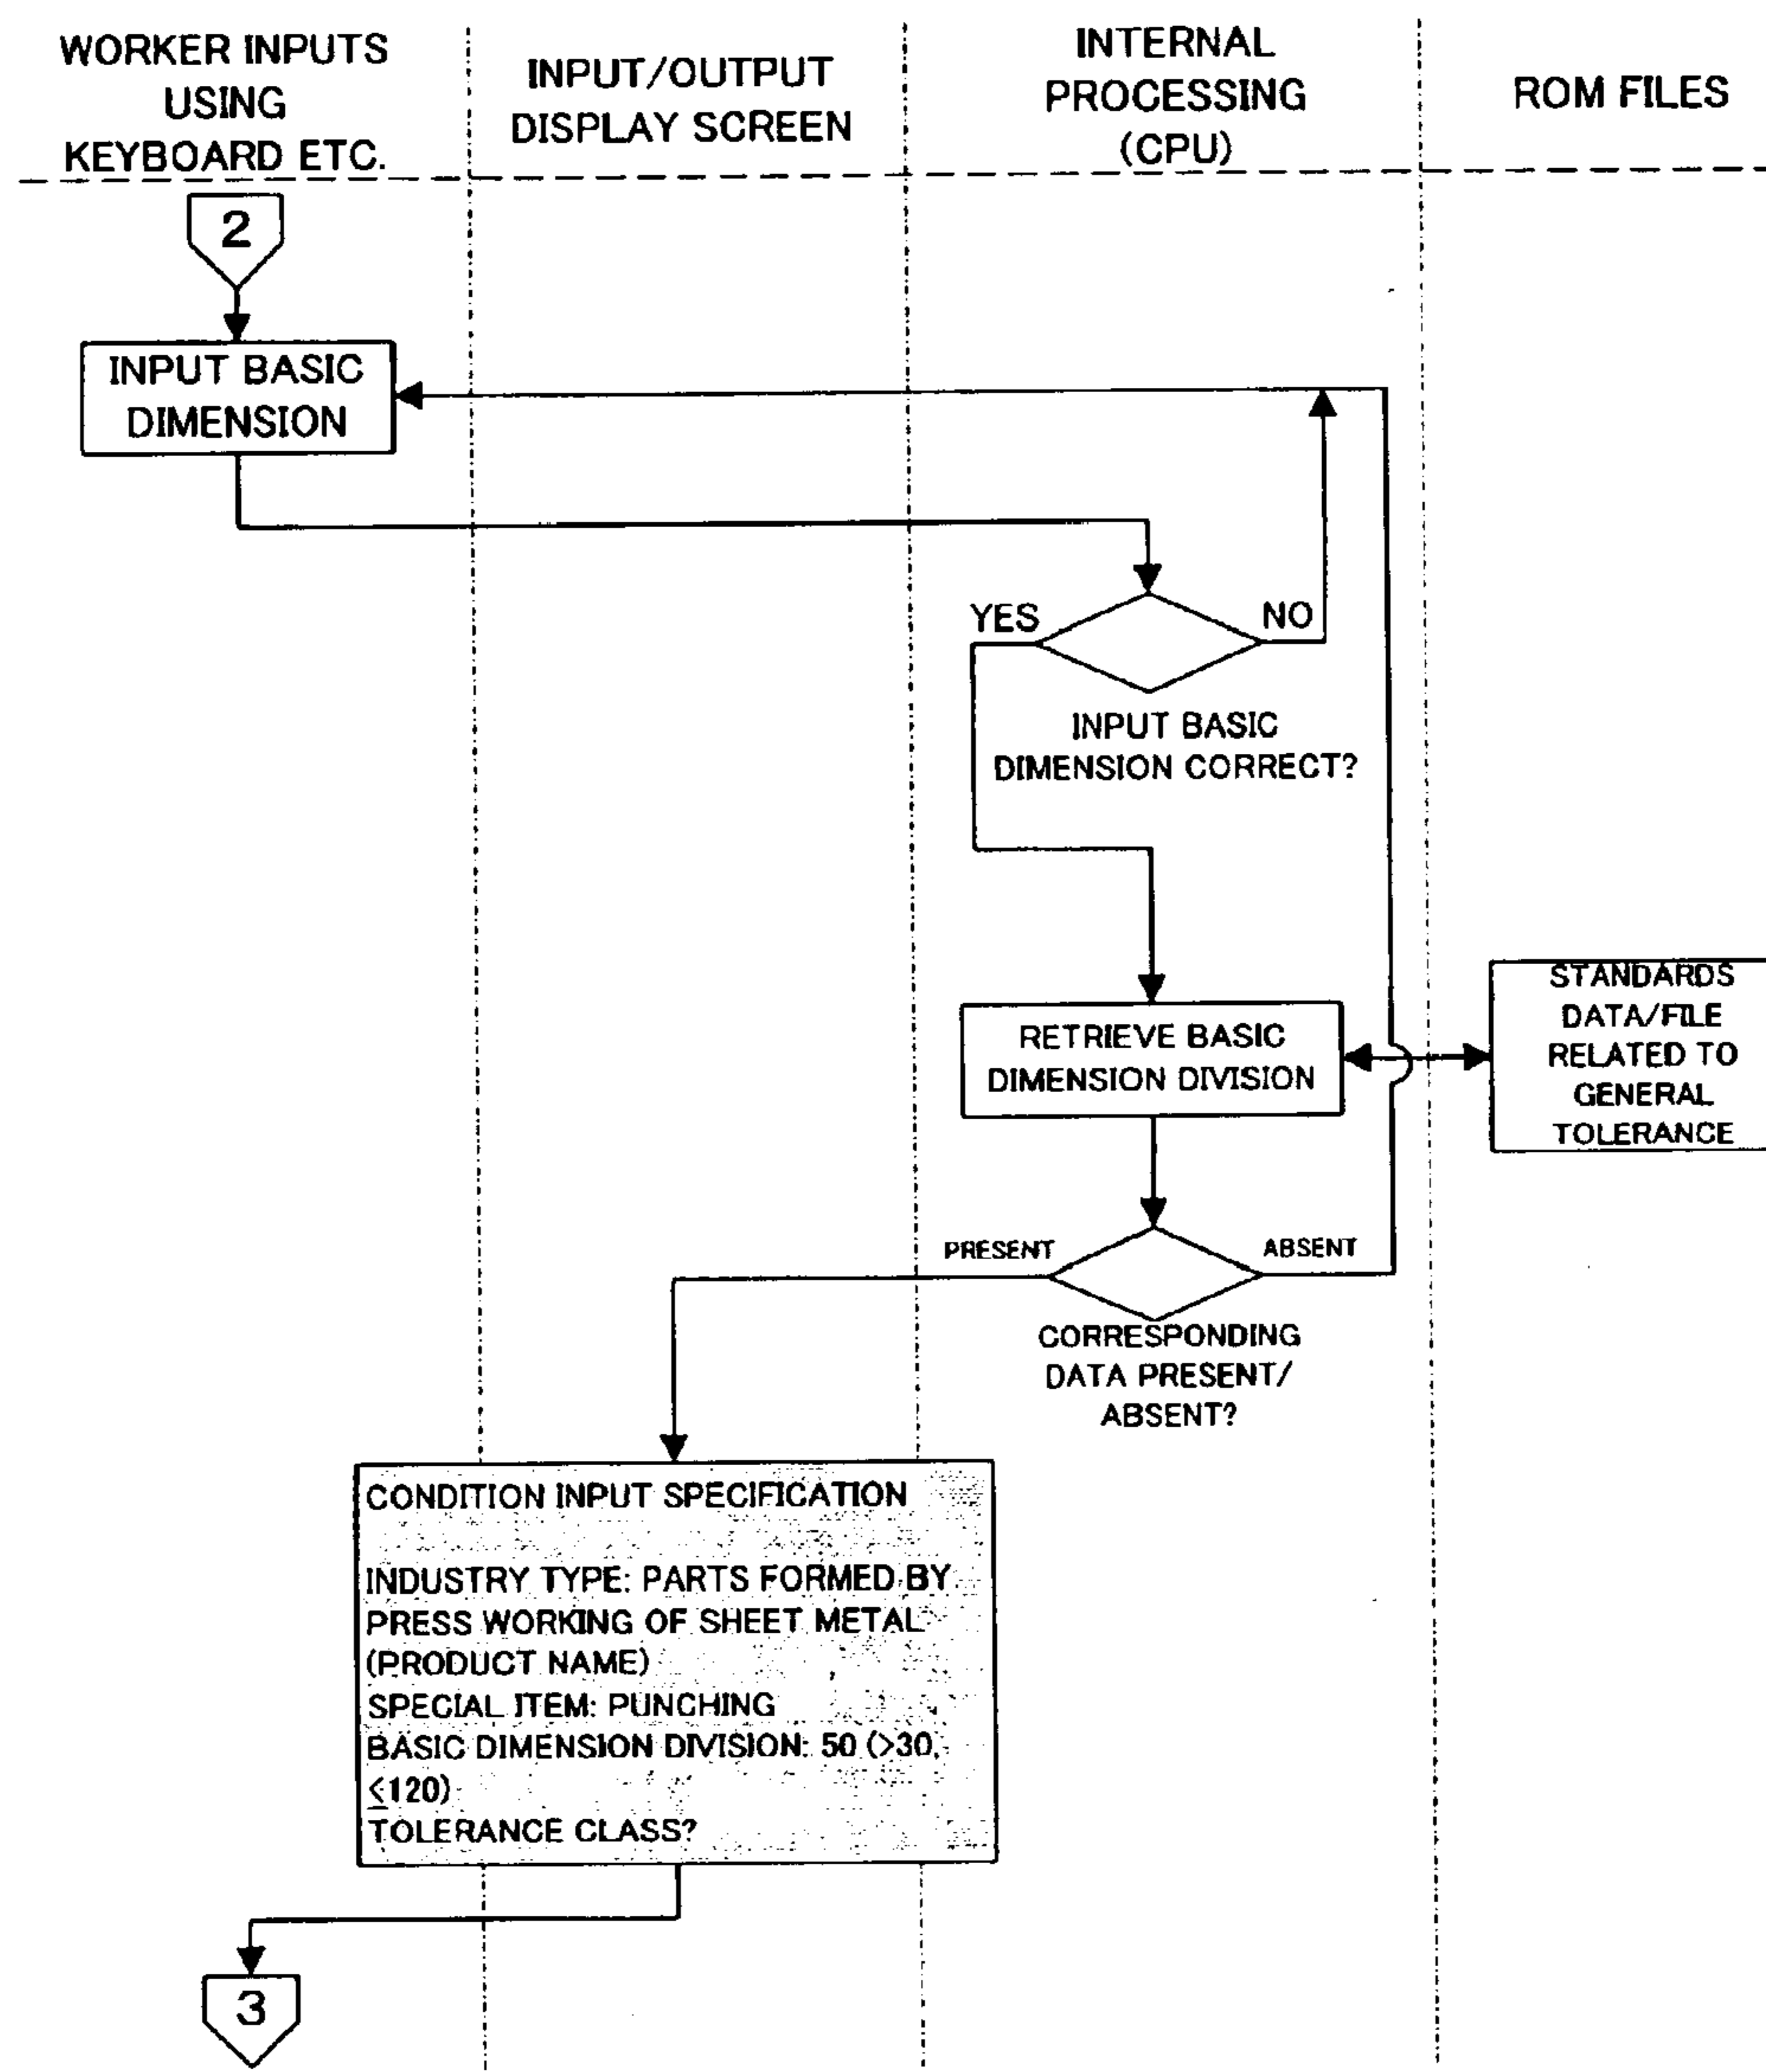 WORKER INPUTS
USING
KEYBOARD ETC.
INPUT/OUTPUT
DISPLAY SCREEN
INTERNAL
PROCESSING
(CPU)
ROM FILES
2
INPUT BASIC
DIMENSION
YES
NO
INPUT BASIC
DIMENSION CORRECT?
RETRIEVE BASIC
DIMENSION DIVISION
STANDARDS
DATA/FILE
RELATED TO
GENERAL
TOLERANCE
PRESENT
ABSENT
CORRESPONDING
DATA PRESENT/
ABSENT?
CONDITION INPUT SPECIFICATION
INDUSTRY TYPE: PARTS FORMED BY
PRESS WORKING OF SHEET METAL
(PRODUCT NAME)
SPECIAL ITEM: PUNCHING
BASIC DIMENSION DIVISION: 50 (>30,
≤120)
TOLERANCE CLASS?
3